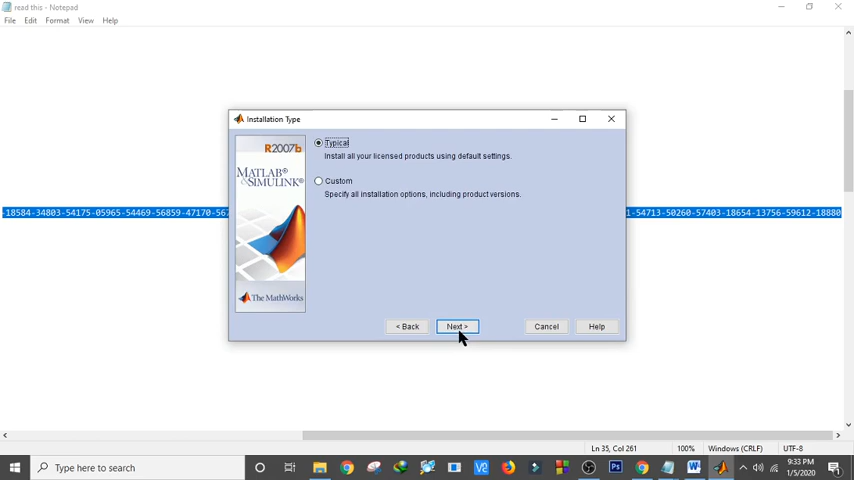 read this - Notepad
File Edit Format View Help
Installation Type
R2007b
MATLAB®
&SIMULINK®
The MathWorks
Typical
Install all your licensed products using default settings.
Custom
Specify all installation options, including product versions.
-18584-34803-54175-05965-54469-56859-47170-567
1-54713-50260-57403-18654-13756-59612-18880
< Back Next > Cancel Help
Ln 35, Col 261 100% Windows (CRLF) UTF-8
Type here to search
9:33 PM
1/5/2020